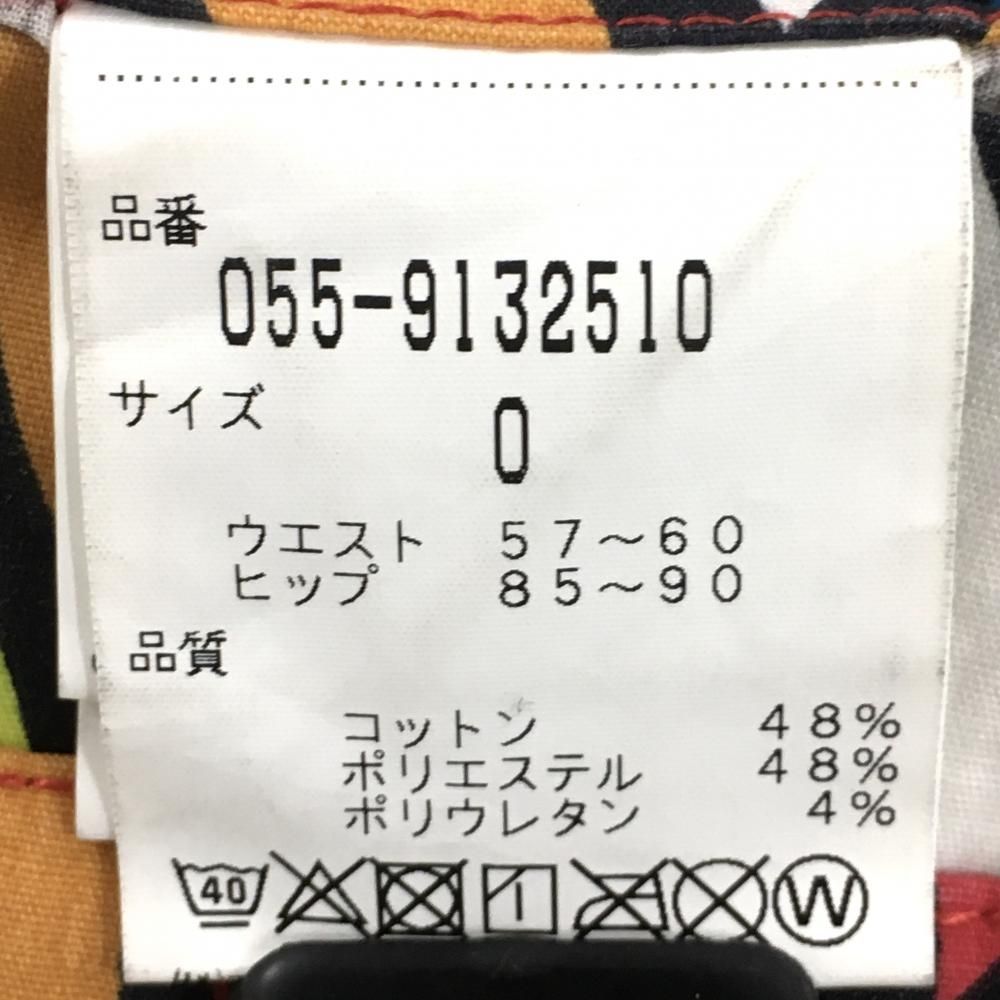 品番
055-9132510
サイズ
0
ウエスト 57～60
ヒップ 85～90
品質
コットン 48%
ポリエステル 48%
ポリウレタン 4%
40 W